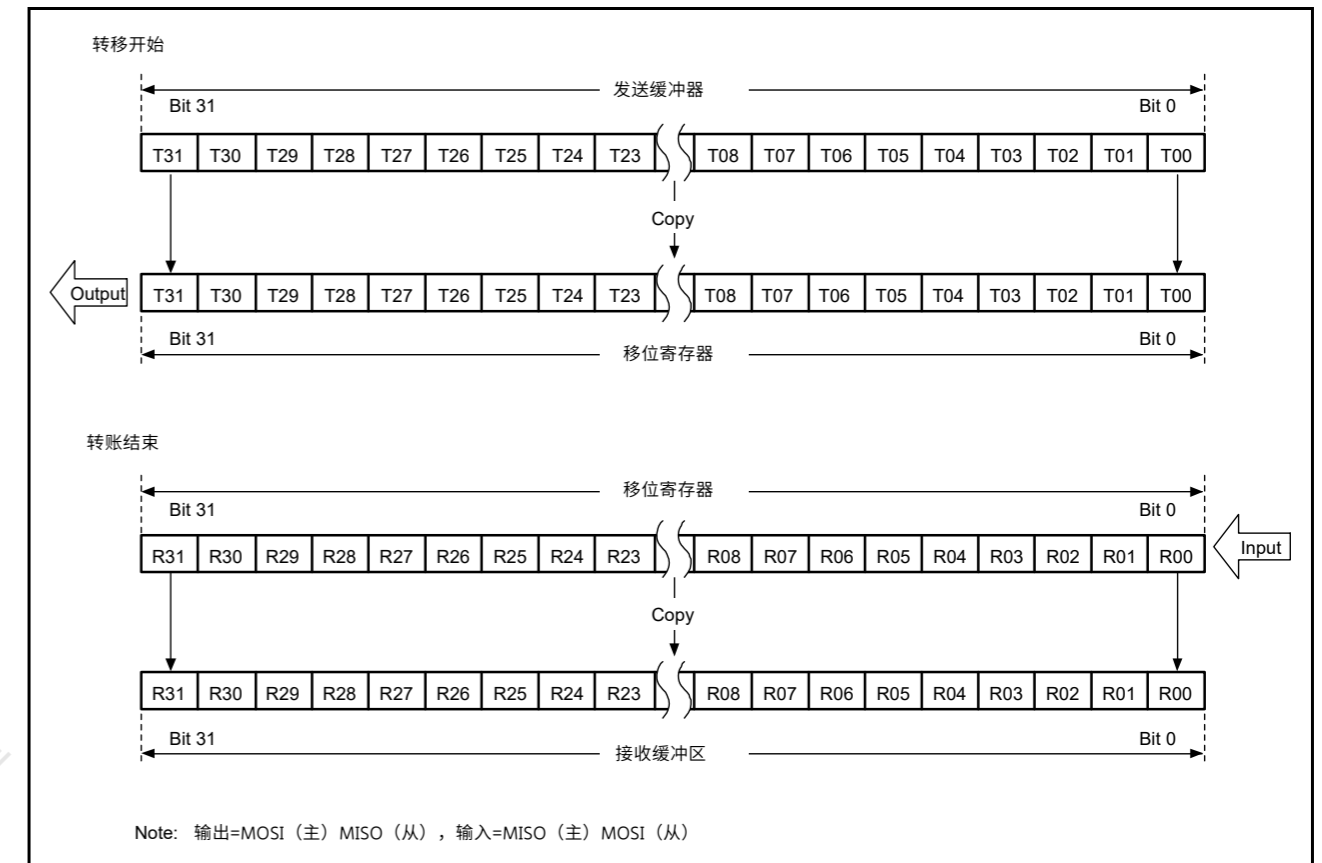 转移开始
发送缓冲器
Bit 31 Bit 0
T31 T30 T29 T28 T27 T26 T25 T24 T23 T08 T07 T06 T05 T04 T03 T02 T01 T00
Copy
Output T31 T30 T29 T28 T27 T26 T25 T24 T23 T08 T07 T06 T05 T04 T03 T02 T01 T00
Bit 31 Bit 0
移位寄存器
转账结束
移位寄存器
Bit 31 Bit 0
R31 R30 R29 R28 R27 R26 R25 R24 R23 R08 R07 R06 R05 R04 R03 R02 R01 R00 Input
Copy
R31 R30 R29 R28 R27 R26 R25 R24 R23 R08 R07 R06 R05 R04 R03 R02 R01 R00
Bit 31 Bit 0
接收缓冲区
Note: 输出=MOSI（主）MISO（从），输入=MISO（主）MOSI（从）